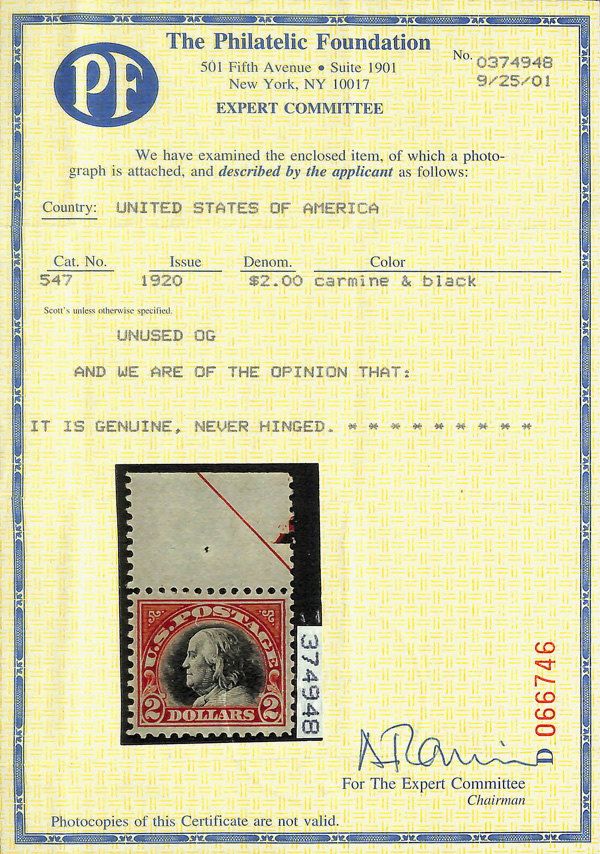 PF
The Philatelic Foundation
501 Fifth Avenue • Suite 1901
New York, NY 10017
EXPERT COMMITTEE
No. 0374948
9/25/01
We have examined the enclosed item, of which a photo-
graph is attached, and described by the applicant as follows:
Country: UNITED STATES OF AMERICA
Cat. No. Issue Denom. Color
547 1920 $2.00 carmine & black
Scott's unless otherwise specified.
UNUSED OG
AND WE ARE OF THE OPINION THAT:
IT IS GENUINE, NEVER HINGED. * * * * * * * * *
U.S. POSTAGE
2 DOLLARS 2
374948
D 066746
For The Expert Committee
Chairman
Photocopies of this Certificate are not valid.